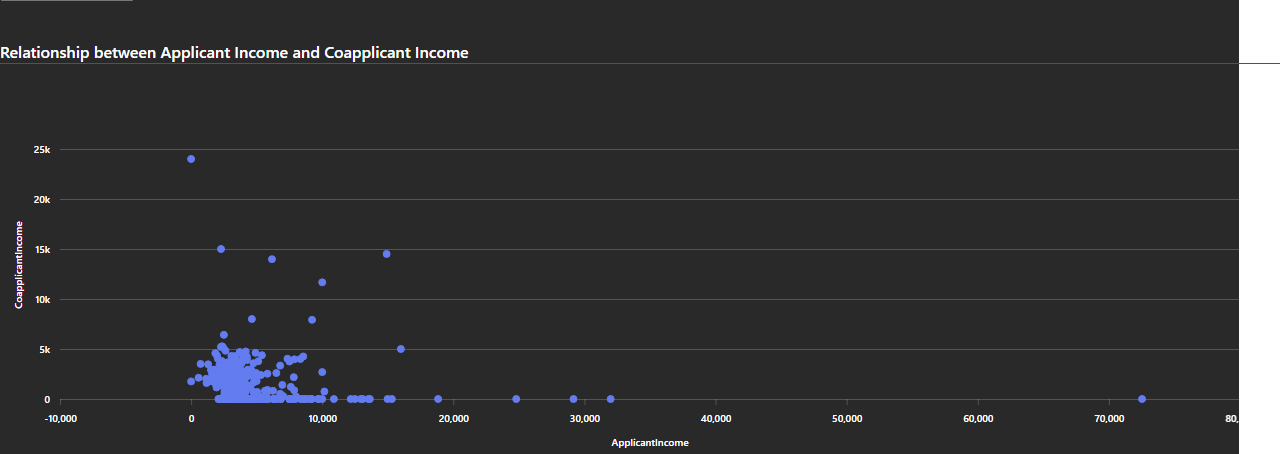 Relationship between Applicant Income and Coapplicant Income
25k
20k
15k
10k
5k
0
CoapplicantIncome
-10,000 0 10,000 20,000 30,000 40,000 50,000 60,000 70,000 80,
ApplicantIncome